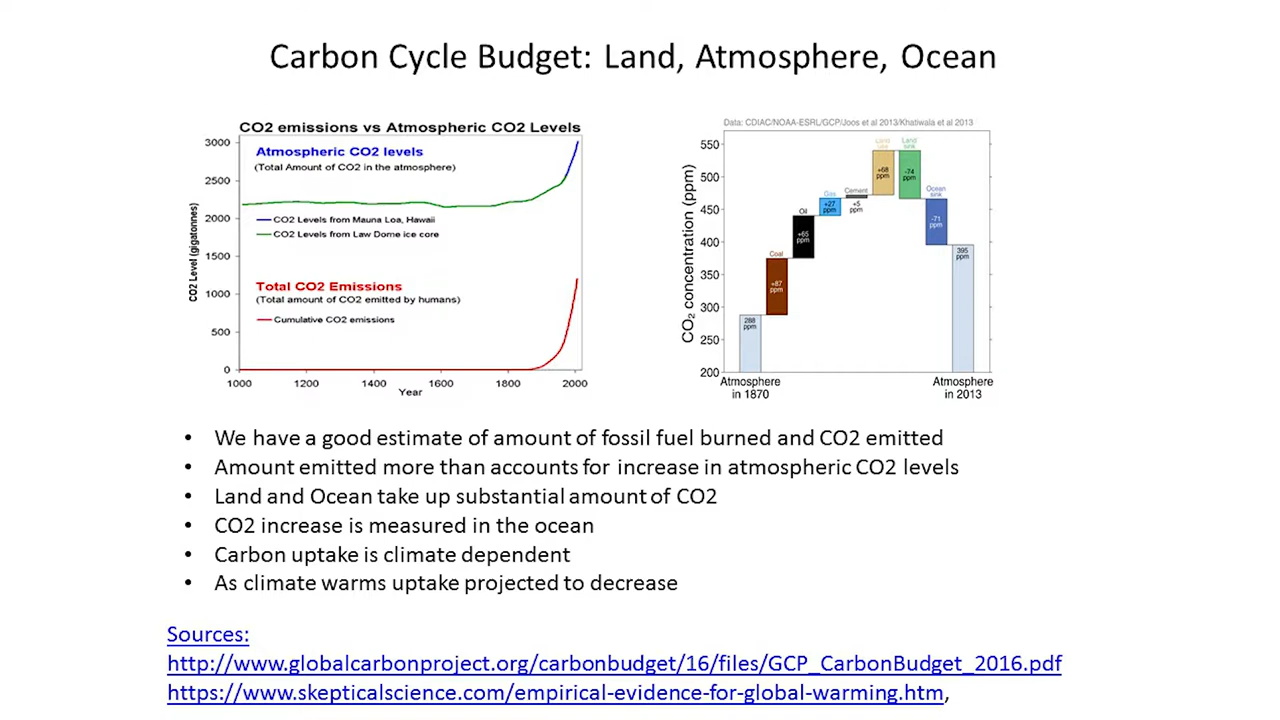 Carbon Cycle Budget: Land, Atmosphere, Ocean
CO2 emissions vs Atmospheric CO2 Levels
Atmospheric CO2 levels
(Total Amount of CO2 in the atmosphere)
CO2 Levels from Mauna Loa, Hawaii
CO2 Levels from Law Dome ice core
Total CO2 Emissions
(Total amount of CO2 emitted by humans)
Cumulative CO2 emissions
CO2 Level (gigatonnes)
3000
2500
2000
1500
1000
500
0
1000 1200 1400 1600 1800 2000
Year
Data: CDIAC/NOAA-ESRL/GCP/Joos et al 2013/Khatiwala et al 2013
CO₂ concentration (ppm)
550
500
450
400
350
300
250
200
288 ppm
Coal
+87 ppm
Oil
+65 ppm
Gas
+27 ppm
Cement
+5 ppm
Land use
+68 ppm
Land sink
-74 ppm
Ocean sink
-71 ppm
395 ppm
Atmosphere in 1870
Atmosphere in 2013
• We have a good estimate of amount of fossil fuel burned and CO2 emitted
• Amount emitted more than accounts for increase in atmospheric CO2 levels
• Land and Ocean take up substantial amount of CO2
• CO2 increase is measured in the ocean
• Carbon uptake is climate dependent
• As climate warms uptake projected to decrease
Sources:
http://www.globalcarbonproject.org/carbonbudget/16/files/GCP_CarbonBudget_2016.pdf
https://www.skepticalscience.com/empirical-evidence-for-global-warming.htm,